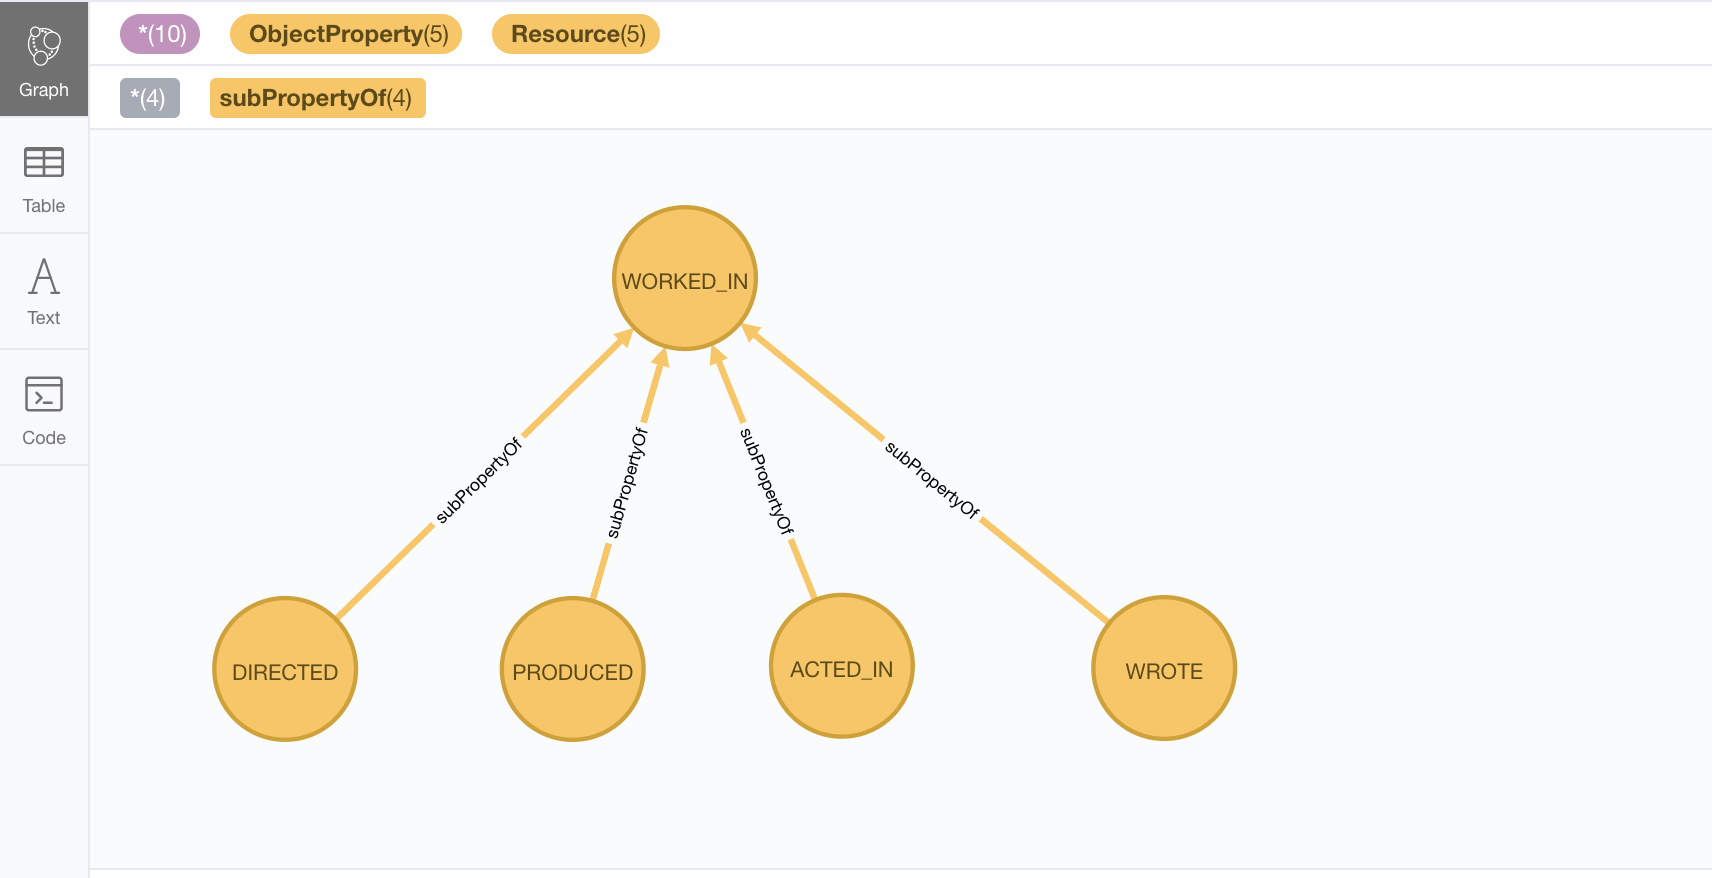 *(10) ObjectProperty(5) Resource(5)
Graph
*(4) subPropertyOf(4)
Table
Text
Code
WORKED_IN
subPropertyOf
subPropertyOf
subPropertyOf
subPropertyOf
DIRECTED
PRODUCED
ACTED_IN
WROTE